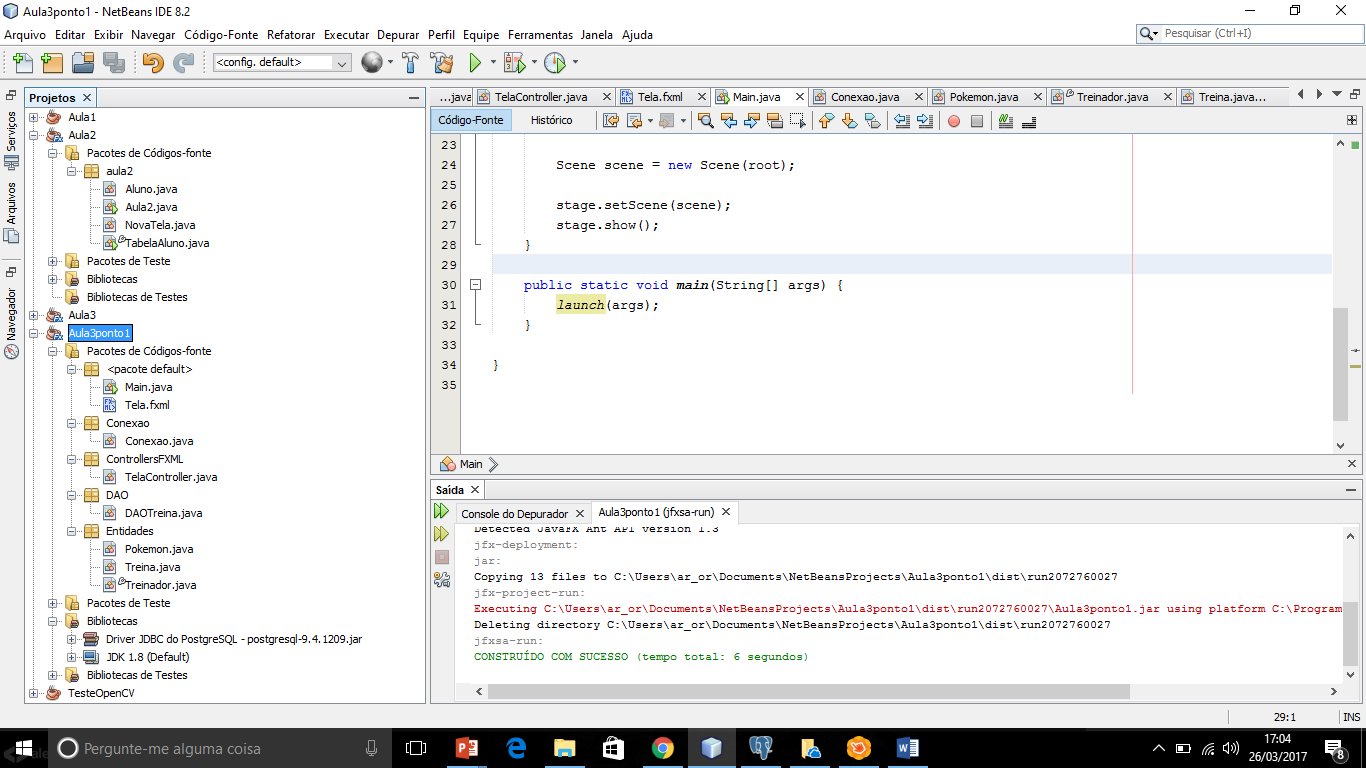 Aula3ponto1 - NetBeans IDE 8.2
Arquivo Editar Exibir Navegar Código-Fonte Refatorar Executar Depurar Perfil Equipe Ferramentas Janela Ajuda
Pesquisar (Ctrl+I)
<config. default>
Serviços
Arquivos
Navegador
Projetos
Aula1
Aula2
Pacotes de Códigos-fonte
aula2
Aluno.java
Aula2.java
NovaTela.java
TabelaAluno.java
Pacotes de Teste
Bibliotecas
Bibliotecas de Testes
Aula3
Aula3ponto1
Pacotes de Códigos-fonte
<pacote default>
Main.java
Tela.fxml
Conexao
Conexao.java
ControllersFXML
TelaController.java
DAO
DAOTreina.java
Entidades
Pokemon.java
Treina.java
Treinador.java
Pacotes de Teste
Bibliotecas
Driver JDBC do PostgreSQL - postgresql-9.4.1209.jar
JDK 1.8 (Default)
Bibliotecas de Testes
TesteOpenCV
...java TelaController.java Tela.fxml Main.java Conexao.java Pokemon.java Treinador.java Treina.java...
Código-Fonte Histórico
23
24 Scene scene = new Scene(root);
25
26 stage.setScene(scene);
27 stage.show();
28 }
29
30 public static void main(String[] args) {
31 launch(args);
32 }
33
34 }
35
Main
Saída
Console do Depurador Aula3ponto1 (jfxsa-run)
Detected JavaFX Ant API version 1.3
jfx-deployment:
jar:
Copying 13 files to C:\Users\ar_or\Documents\NetBeansProjects\Aula3ponto1\dist\run2072760027
jfx-project-run:
Executing C:\Users\ar_or\Documents\NetBeansProjects\Aula3ponto1\dist\run2072760027\Aula3ponto1.jar using platform C:\Program
Deleting directory C:\Users\ar_or\Documents\NetBeansProjects\Aula3ponto1\dist\run2072760027
jfxsa-run:
CONSTRUÍDO COM SUCESSO (tempo total: 6 segundos)
29:1 INS
Pergunte-me alguma coisa
17:04
26/03/2017
8